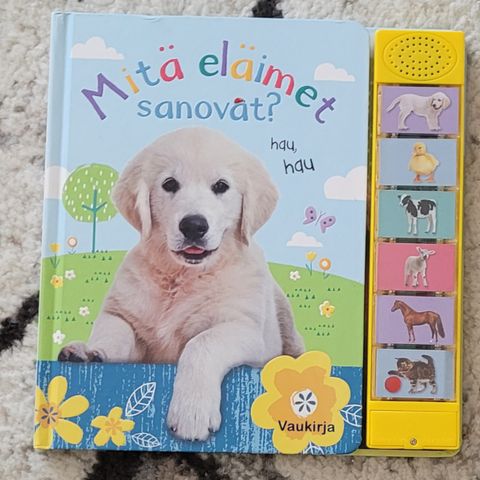 Mitä eläimet
sanovat?
hau,
hau
Vaukirja